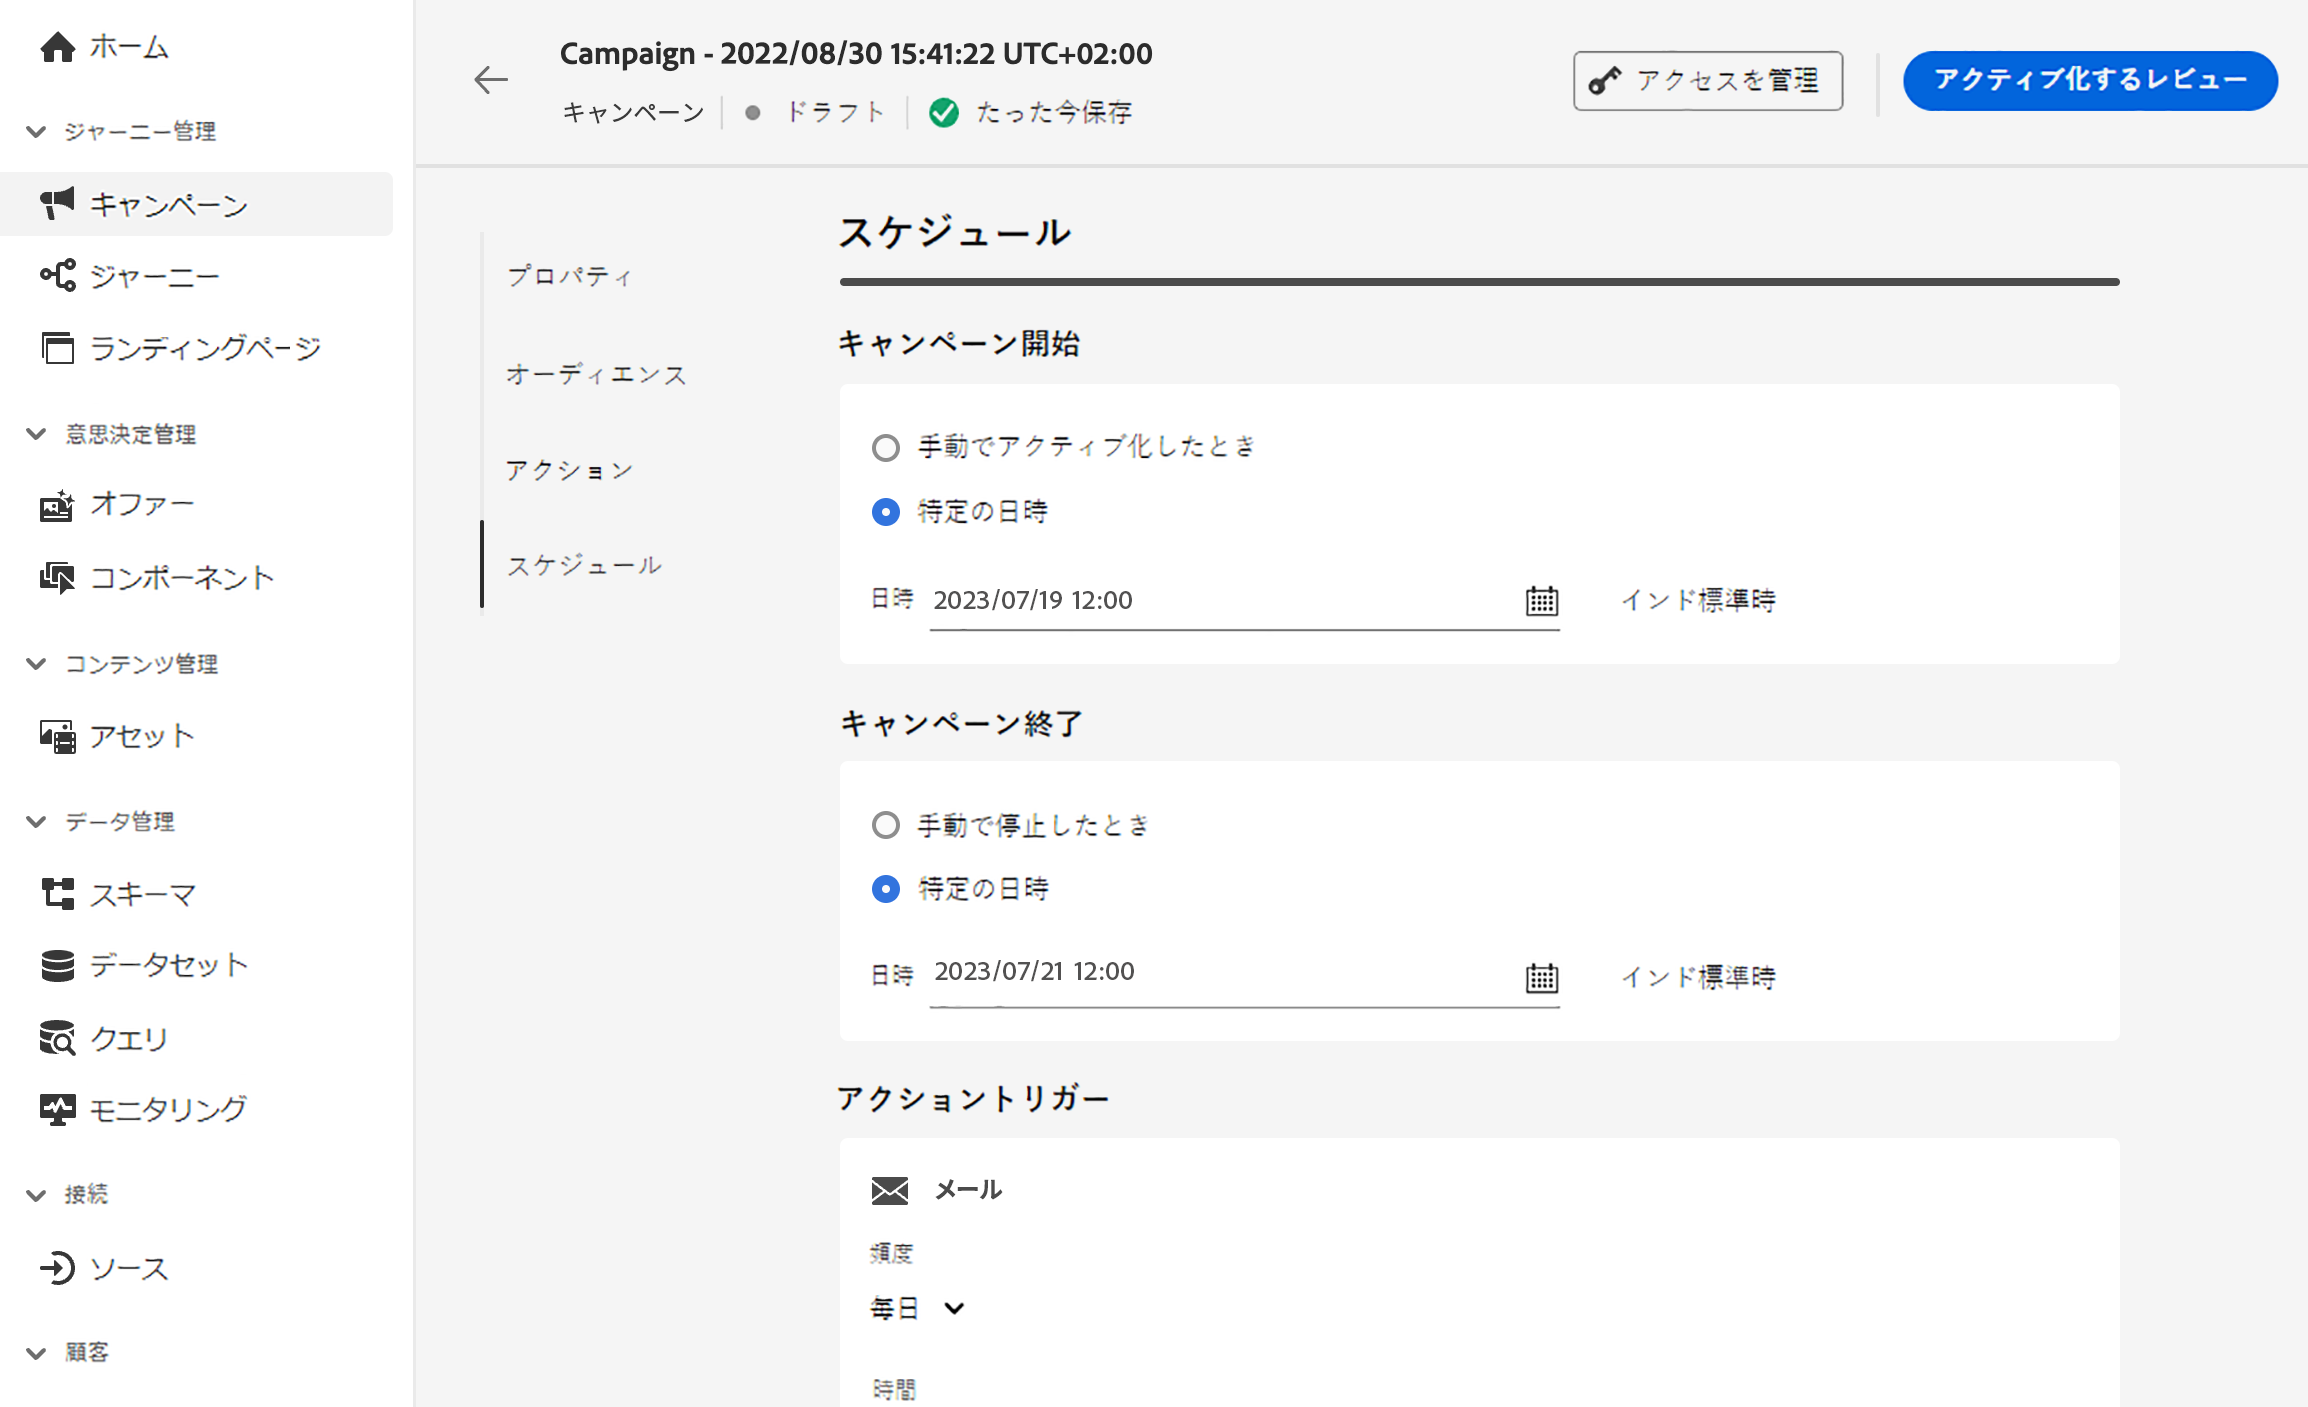 ホーム
ジャーニー管理
キャンペーン
ジャーニー
ランディングページ
意思決定管理
オファー
コンポーネント
コンテンツ管理
アセット
データ管理
スキーマ
データセット
クエリ
モニタリング
接続
ソース
顧客
Campaign - 2022/08/30 15:41:22 UTC+02:00
キャンペーン ドラフト たった今保存
アクセスを管理
アクティブ化するレビュー
プロパティ
オーディエンス
アクション
スケジュール
スケジュール
キャンペーン開始
手動でアクティブ化したとき
特定の日時
日時 2023/07/19 12:00 インド標準時
キャンペーン終了
手動で停止したとき
特定の日時
日時 2023/07/21 12:00 インド標準時
アクショントリガー
メール
頻度
毎日
時間